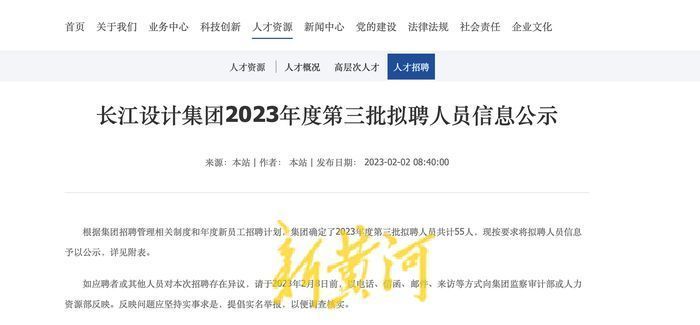 首页 关于我们 业务中心 科技创新 人才资源 新闻中心 党的建设 法律法规 社会责任 企业文化
人才资源 | 人才概况 高层次人才 人才招聘
长江设计集团2023年度第三批拟聘人员信息公示
来源：本站 | 作者： 本站 | 发布日期： 2023-02-02 08:40:00
根据集团招聘管理相关制度和年度新员工招聘计划，集团确定了2023年度第三批拟聘人员共计55人，现按要求将拟聘人员信息
予以公示，详见附表。
如应聘者或其他人员对本次招聘存在异议，请于2023年2月8日前，以电话、信函、邮件、来访等方式向集团监察审计部或人力
资源部反映。反映问题应坚持实事求是，提倡实名举报，以便调查核实。
新黄河